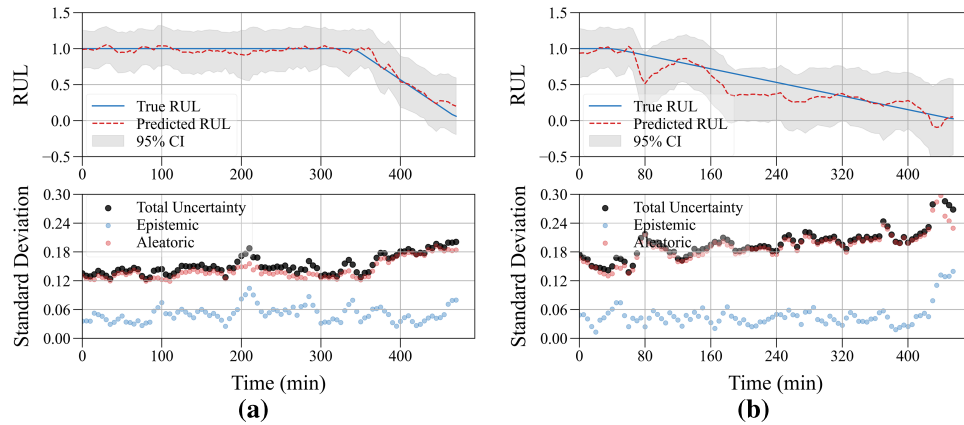 1.5
1.0
0.5
0.0
−0.5
RUL
True RUL
Predicted RUL
95% CI
0 100 200 300 400
0.30
0.24
0.18
0.12
0.06
0.00
Standard Deviation
Total Uncertainty
Epistemic
Aleatoric
0 100 200 300 400
Time (min)
(a)
1.5
1.0
0.5
0.0
−0.5
RUL
True RUL
Predicted RUL
95% CI
0 80 160 240 320 400
0.30
0.24
0.18
0.12
0.06
0.00
Standard Deviation
Total Uncertainty
Epistemic
Aleatoric
0 80 160 240 320 400
Time (min)
(b)